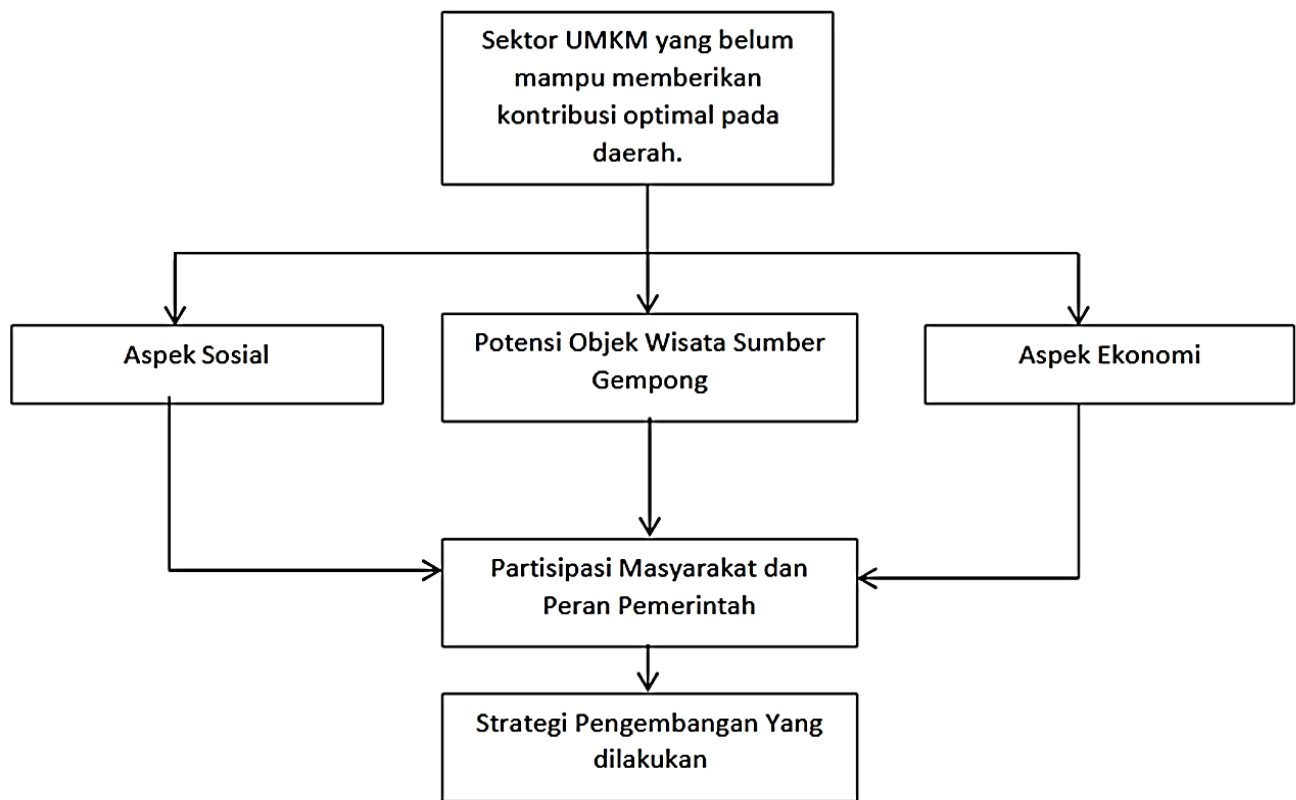 Sektor UMKM yang belum
mampu memberikan
kontribusi optimal pada
daerah.
Aspek Sosial
Potensi Objek Wisata Sumber
Gempong
Aspek Ekonomi
Partisipasi Masyarakat dan
Peran Pemerintah
Strategi Pengembangan Yang
dilakukan